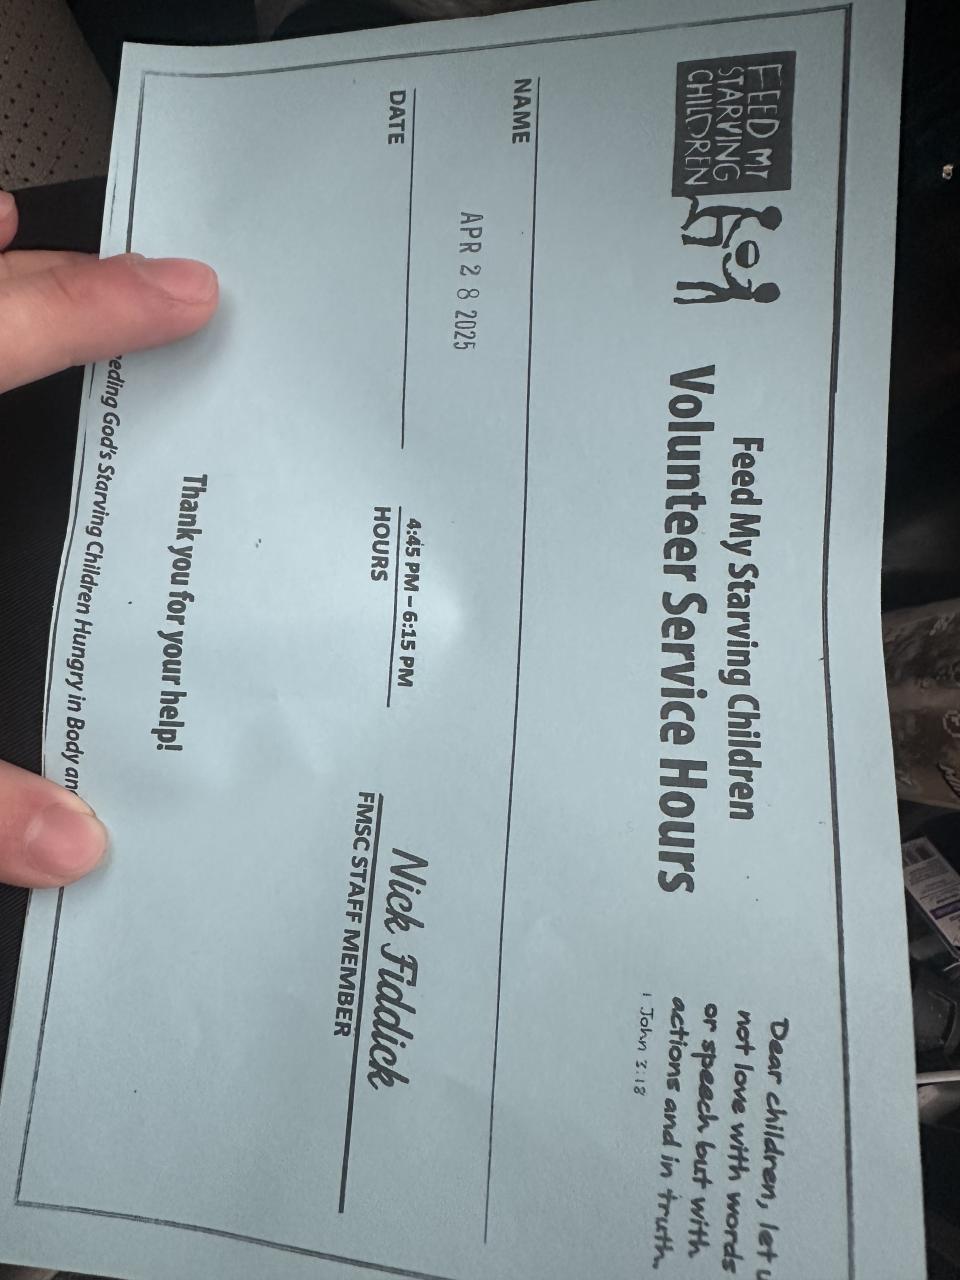 FEED MY
STARVING
CHILDREN
Feed My Starving Children
Volunteer Service Hours
Dear children, let u
not love with words
or speech but with
actions and in truth.
1 John 3:18
NAME
APR 28 2025
DATE
4:45 PM – 6:15 PM
HOURS
Nick Fiddick
FMSC STAFF MEMBER
Thank you for your help!
eding God's Starving Children Hungry in Body an